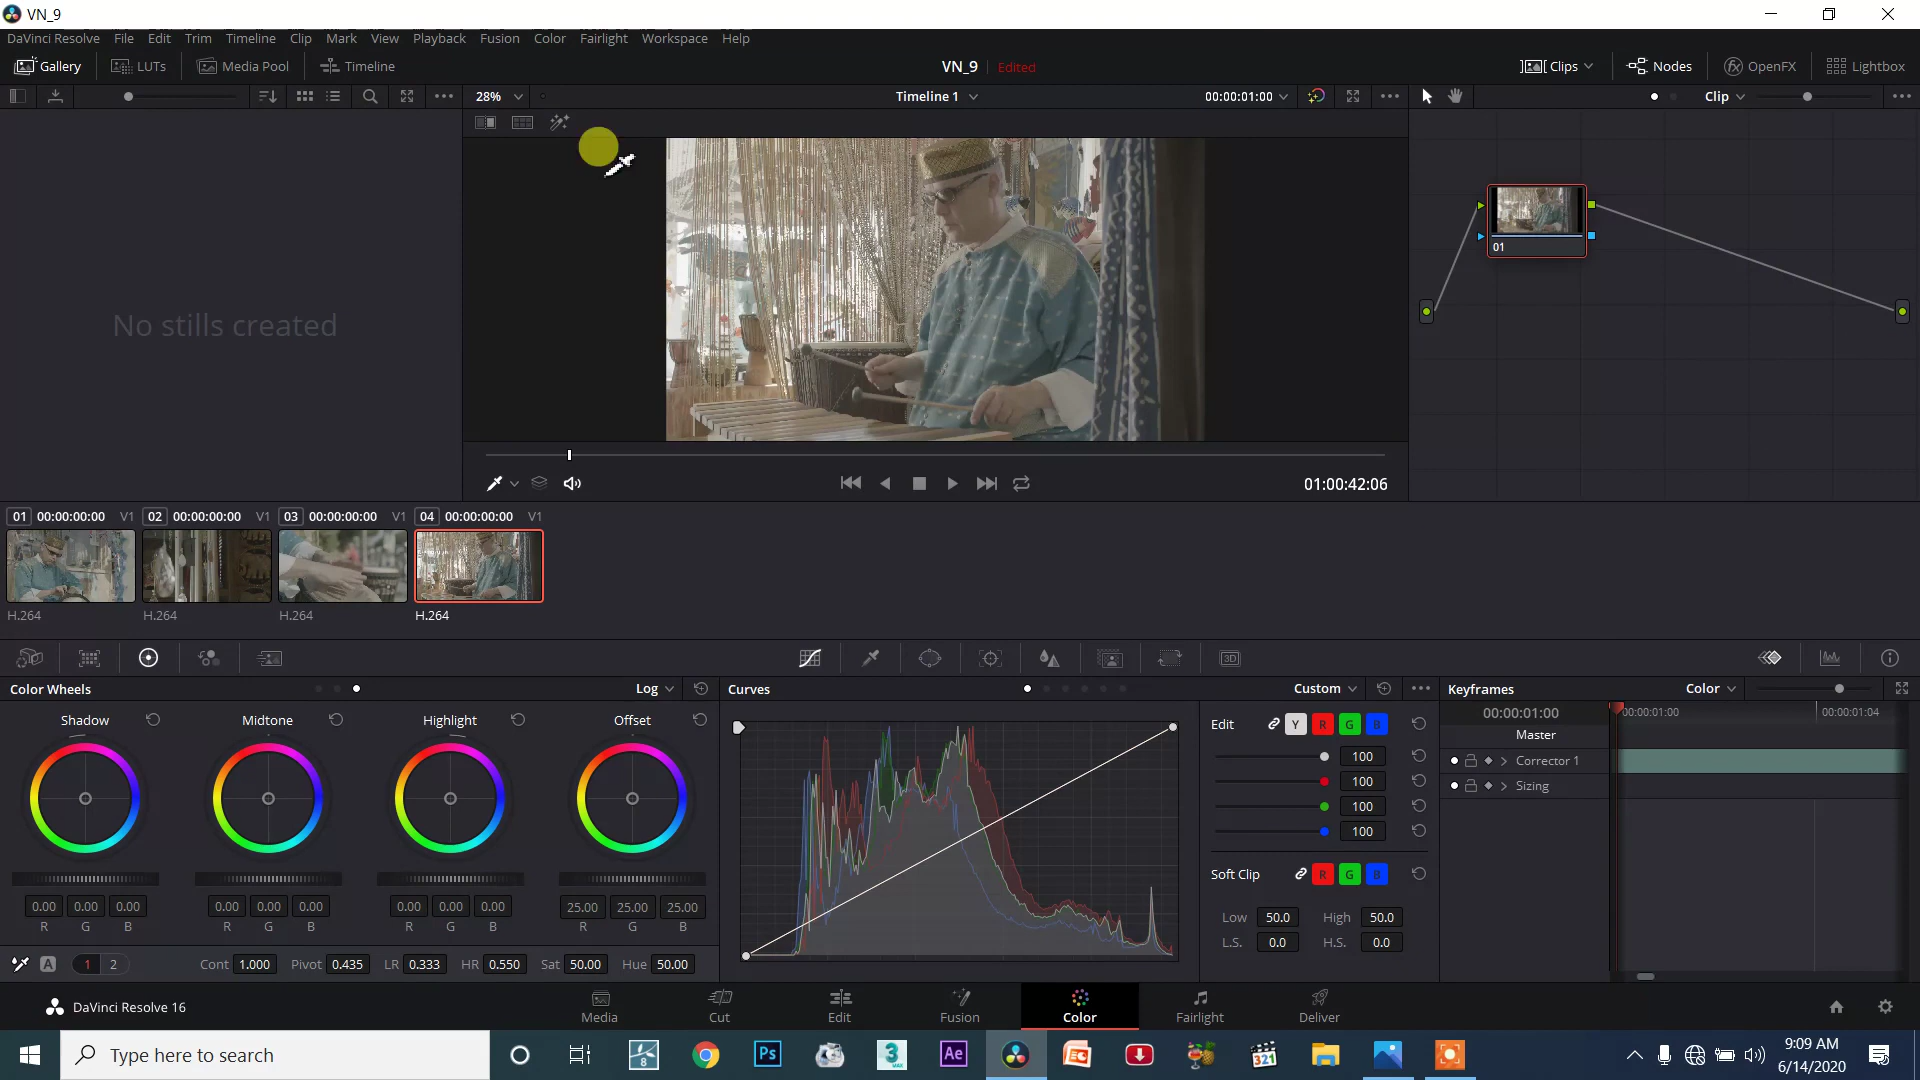 VN_9
DaVinci Resolve File Edit Trim Timeline Clip Mark View Playback Fusion Color Fairlight Workspace Help
Gallery LUTs Media Pool Timeline VN_9 Edited Clips Nodes OpenFX Lightbox
28% Timeline 1 00:00:01:00 Clip
01
No stills created
01:00:42:06
01 00:00:00:00 V1 02 00:00:00:00 V1 03 00:00:00:00 V1 04 00:00:00:00 V1
H.264 H.264 H.264 H.264
3D
Color Wheels Log Curves Custom Keyframes Color
Shadow Midtone Highlight Offset Edit Y R G B 00:00:01:00 00:00:01:00 00:00:01:04
Master
100 Corrector 1
100 Sizing
100
100
Soft Clip R G B
0.00 0.00 0.00 0.00 0.00 0.00 0.00 0.00 0.00 25.00 25.00 25.00 Low 50.0 High 50.0
R G B R G B R G B R G B L.S. 0.0 H.S. 0.0
A 1 2 Cont 1.000 Pivot 0.435 LR 0.333 HR 0.550 Sat 50.00 Hue 50.00
DaVinci Resolve 16 Media Cut Edit Fusion Color Fairlight Deliver
Type here to search 8 Ps 3 MAX Ae 321 9:09 AM
6/14/2020